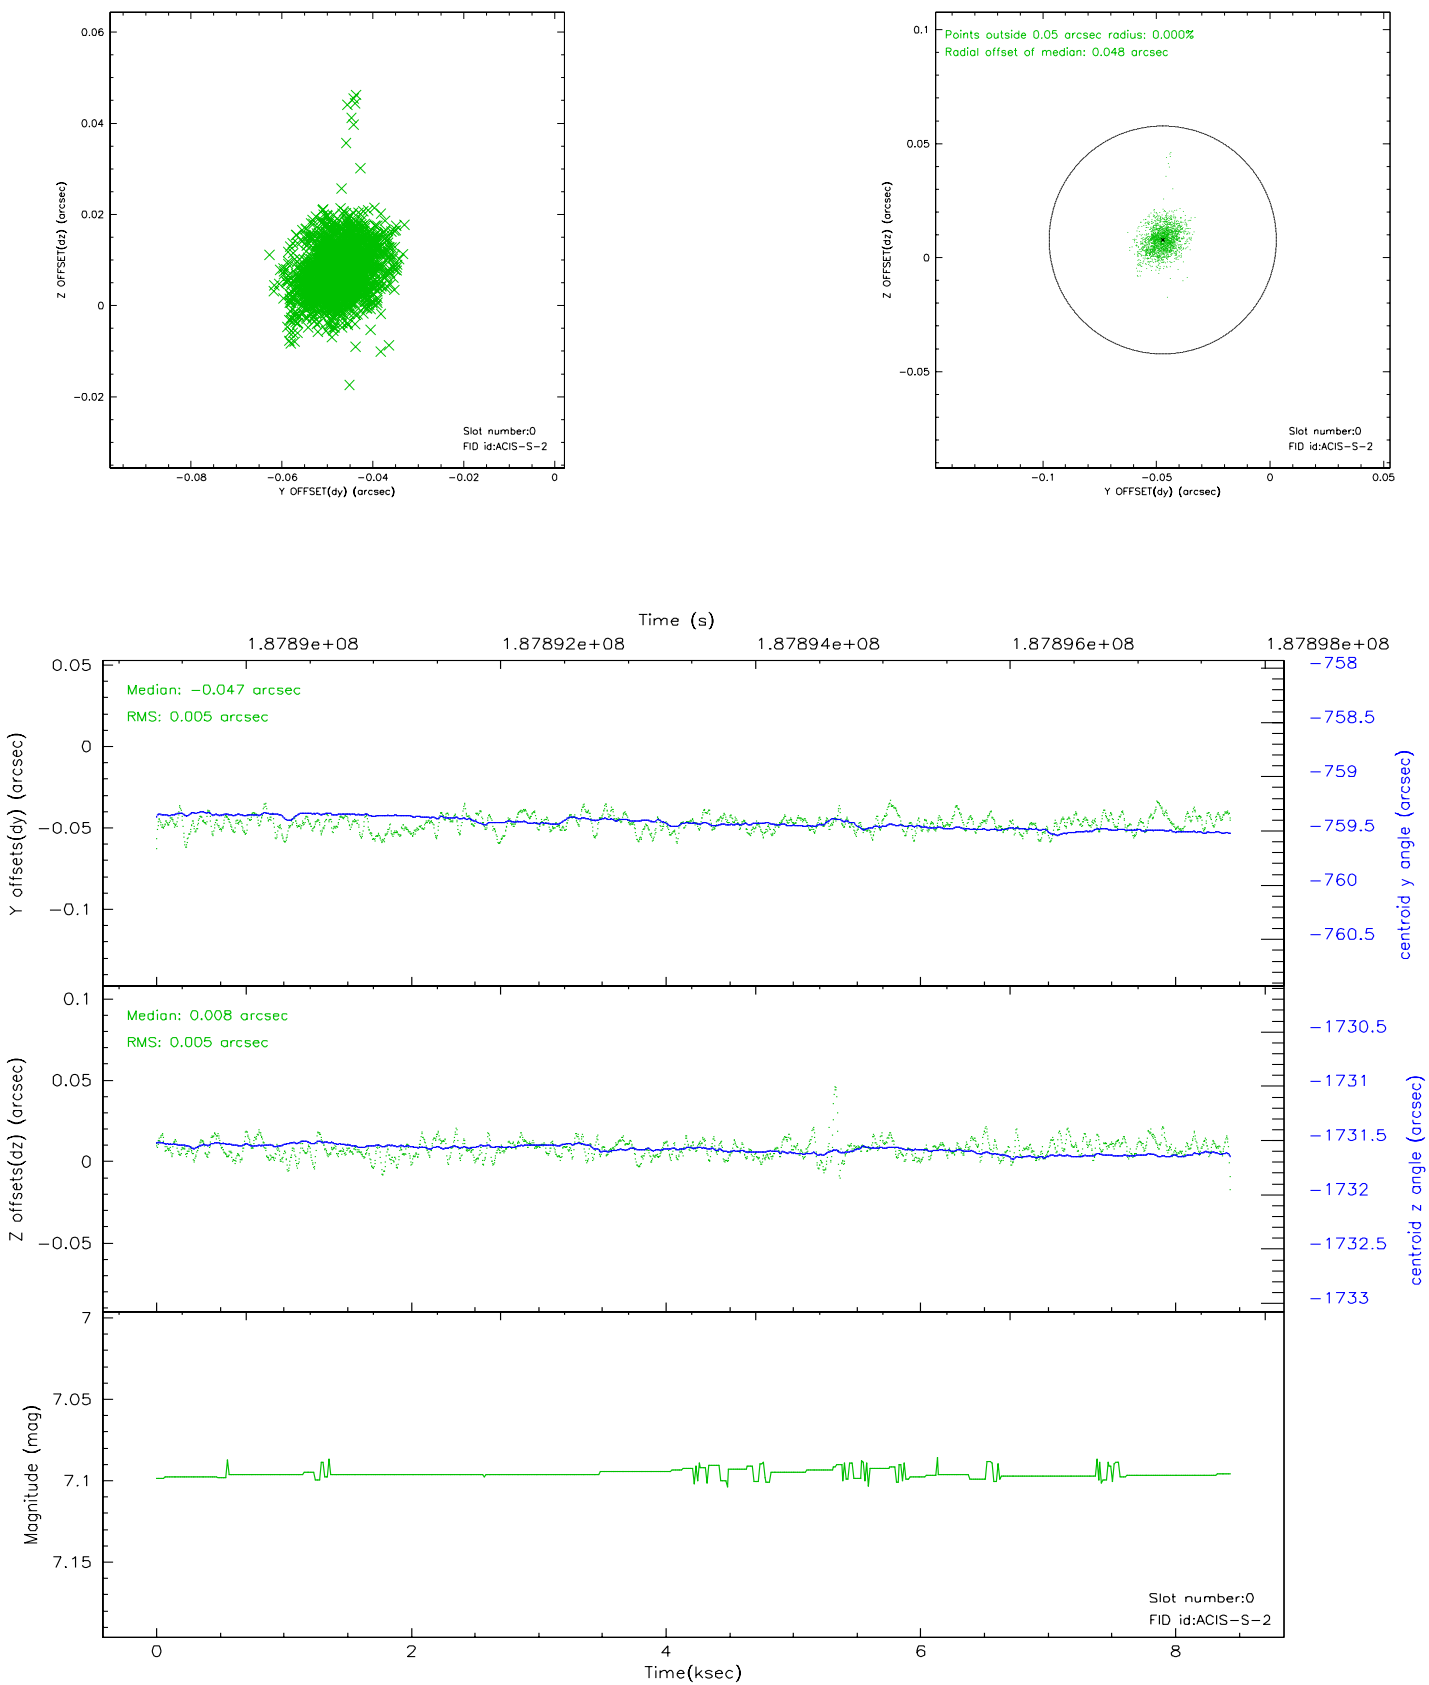 0.06
0.04
0.02
0
-0.02
Z OFFSET(dz) (arcsec)
Slot number:0
FID id:ACIS-S-2
-0.08 -0.06 -0.04 -0.02 0
Y OFFSET(dy) (arcsec)
Points outside 0.05 arcsec radius: 0.000%
Radial offset of median: 0.048 arcsec
0.1
0.05
0
-0.05
Z OFFSET(dz) (arcsec)
Slot number:0
FID id:ACIS-S-2
-0.1 -0.05 0 0.05
Y OFFSET(dy) (arcsec)
Time (s)
1.8789e+08 1.87892e+08 1.87894e+08 1.87896e+08 1.87898e+08
Median: -0.047 arcsec
RMS: 0.005 arcsec
0.05
0
-0.05
-0.1
Y offsets(dy) (arcsec)
-758
-758.5
-759
-759.5
-760
-760.5
centroid y angle (arcsec)
Median: 0.008 arcsec
RMS: 0.005 arcsec
0.1
0.05
0
-0.05
Z offsets(dz) (arcsec)
-1730.5
-1731
-1731.5
-1732
-1732.5
-1733
centroid z angle (arcsec)
7
7.05
7.1
7.15
Magnitude (mag)
Slot number:0
FID id:ACIS-S-2
0 2 4 6 8
Time(ksec)